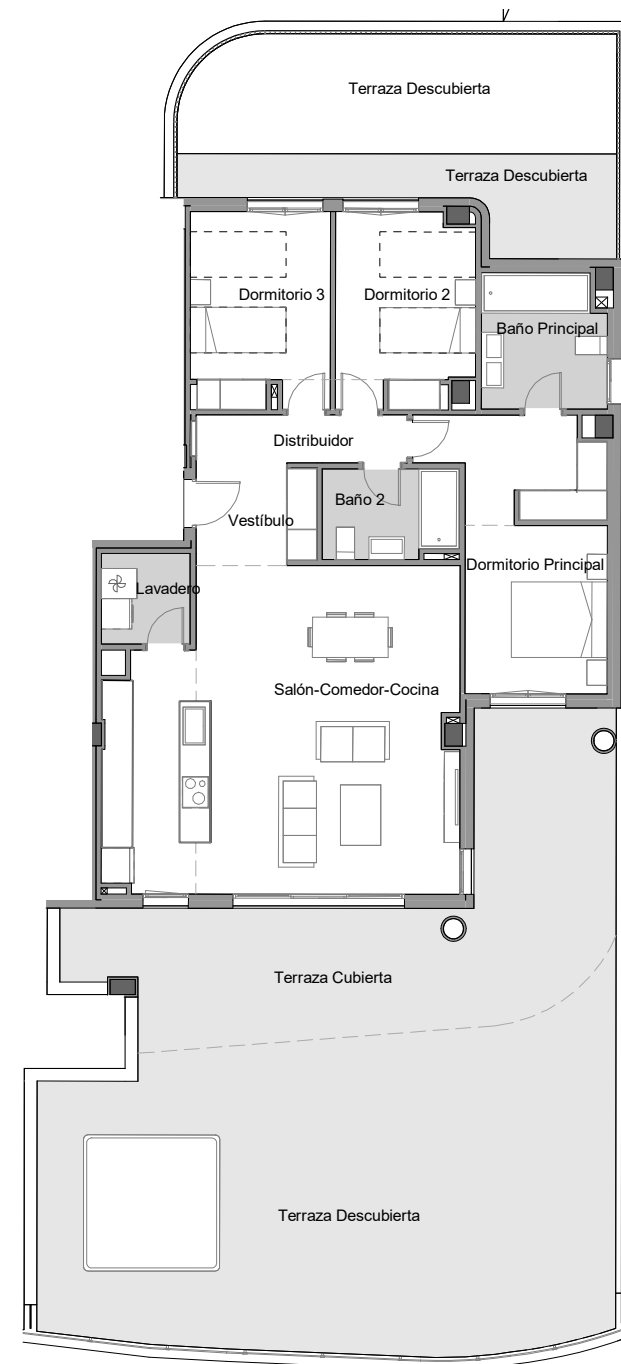 Terraza Descubierta
Terraza Descubierta
Dormitorio 3
Dormitorio 2
Baño Principal
Distribuidor
Baño 2
Vestíbulo
Dormitorio Principal
Lavadero
Salón-Comedor-Cocina
Terraza Cubierta
Terraza Descubierta